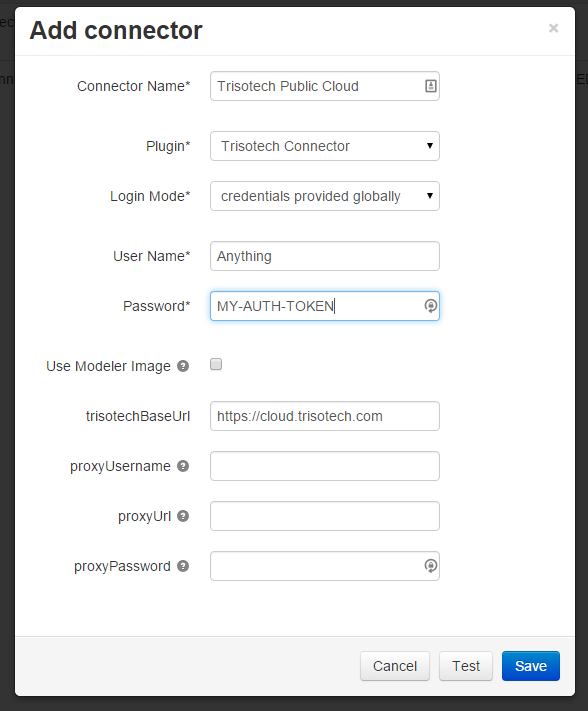 Add connector
×
Connector Name* Trisotech Public Cloud
Plugin* Trisotech Connector
Login Mode* credentials provided globally
User Name* Anything
Password* MY-AUTH-TOKEN
Use Modeler Image ?
trisotechBaseUrl https://cloud.trisotech.com
proxyUsername ?
proxyUrl ?
proxyPassword ?
Cancel Test Save